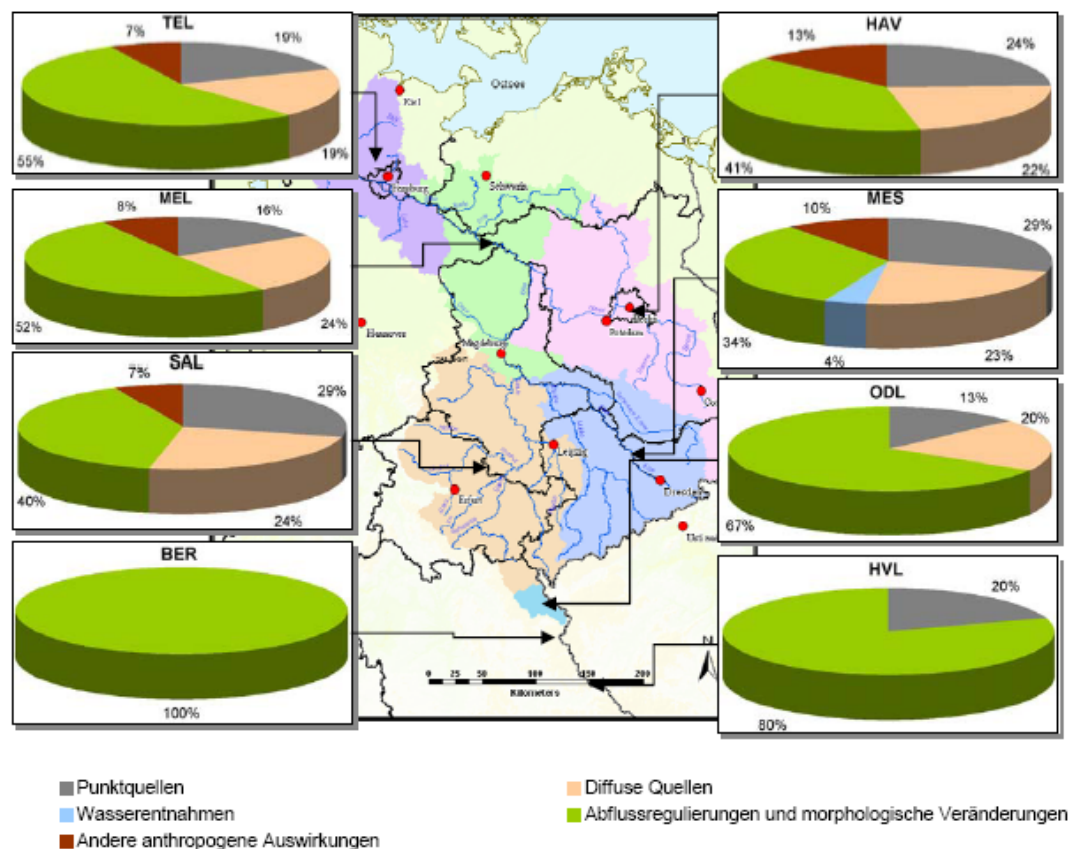 TEL
7%
19%
55%
19%
MEL
8%
16%
52%
24%
SAL
7%
29%
40%
24%
BER
100%
HAV
13%
24%
41%
22%
MES
10%
29%
34%
4%
23%
ODL
13%
20%
67%
HVL
20%
80%
Ostsee
Kiel
Hamburg
Schwerin
Hannover
Potsdam
Magdeburg
Leipzig
Erfurt
Dresden
N
0 25 50 100 150 200
Kilometers
Punktquellen
Diffuse Quellen
Wasserentnahmen
Abflussregulierungen und morphologische Veränderungen
Andere anthropogene Auswirkungen